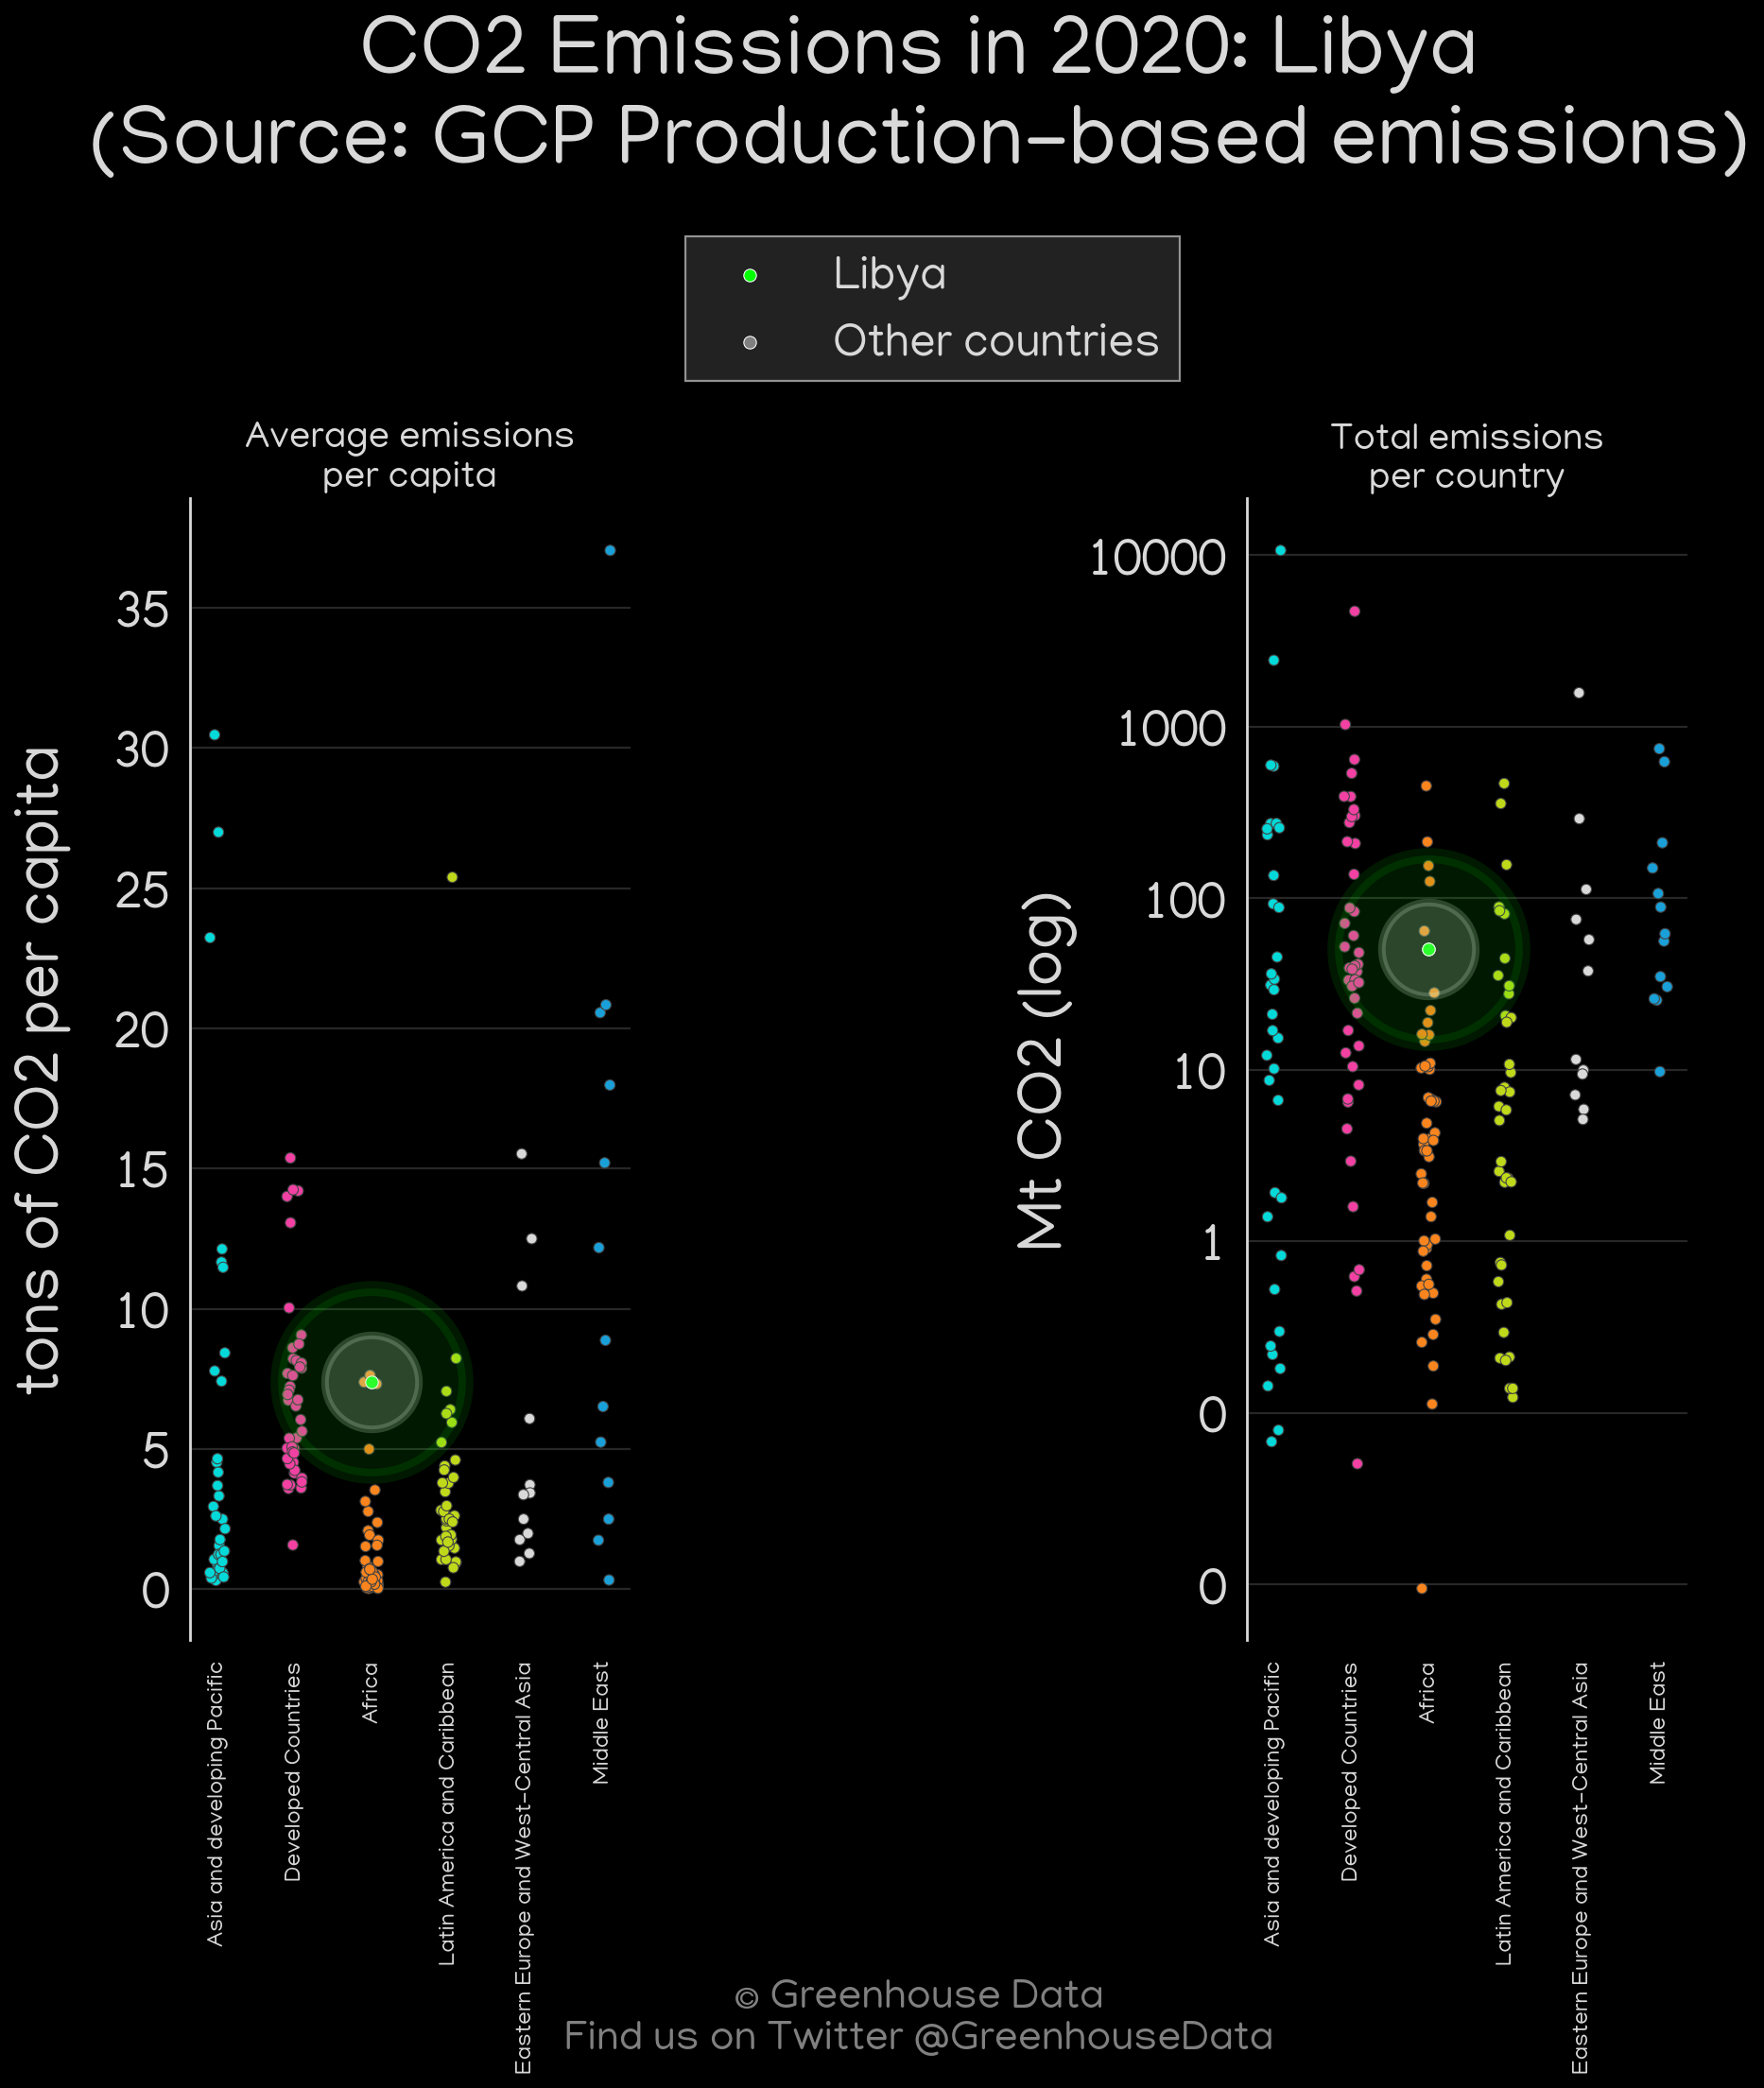 CO2 Emissions in 2020: Libya
(Source: GCP Production-based emissions)
Libya
Other countries
Average emissions
per capita
tons of CO2 per capita
35
30
25
20
15
10
5
0
Asia and developing Pacific
Developed Countries
Africa
Latin America and Caribbean
Eastern Europe and West-Central Asia
Middle East
Total emissions
per country
Mt CO2 (log)
10000
1000
100
10
1
0
0
Asia and developing Pacific
Developed Countries
Africa
Latin America and Caribbean
Eastern Europe and West-Central Asia
Middle East
© Greenhouse Data
Find us on Twitter @GreenhouseData